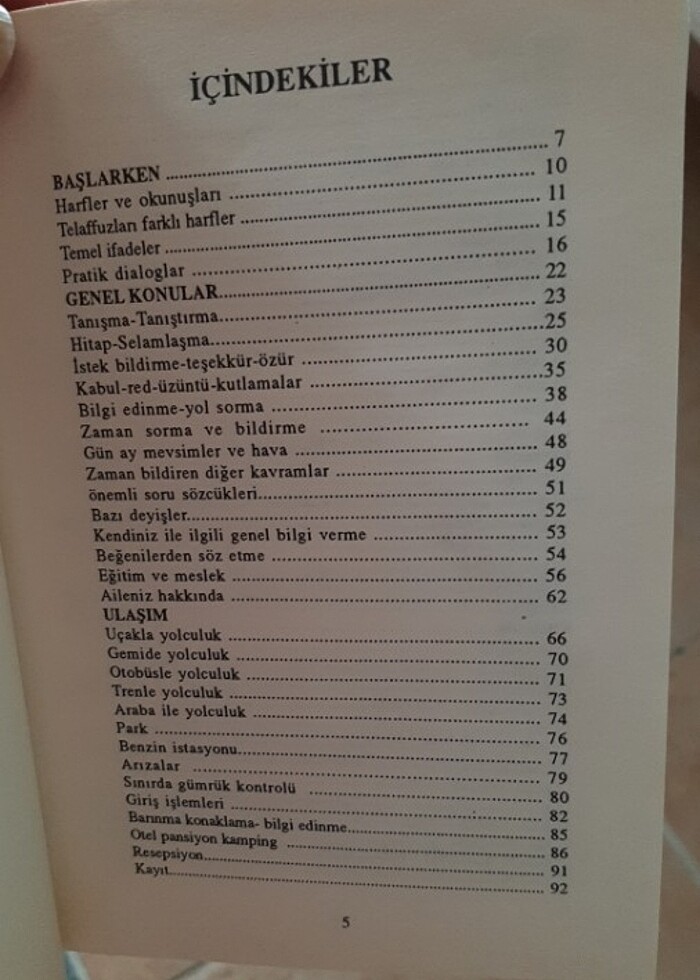 İÇİNDEKİLER
BAŞLARKEN ........................ 7
Harfler ve okunuşları ........................ 10
Telaffuzları farklı harfler ........................ 11
Temel ifadeler ........................ 15
Pratik dialoglar ........................ 16
GENEL KONULAR........................ 22
Tanışma-Tanıştırma........................ 23
Hitap-Selamlaşma........................25
İstek bildirme-teşekkür-özür ........................ 30
Kabul-red-üzüntü-kutlamalar ........................35
Bilgi edinme-yol sorma ........................ 38
Zaman sorma ve bildirme ........................ 44
Gün ay mevsimler ve hava ........................ 48
Zaman bildiren diğer kavramlar ........................ 49
önemli soru sözcükleri........................ 51
Bazı deyişler........................ 52
Kendiniz ile ilgili genel bilgi verme ........................ 53
Beğenilerden söz etme ........................ 54
Eğitim ve meslek ........................ 56
Aileniz hakkında ........................ 62
ULAŞIM
Uçakla yolculuk ........................ 66
Gemide yolculuk ........................ 70
Otobüsle yolculuk ........................ 71
Trenle yolculuk ........................ 73
Araba ile yolculuk ........................ 74
Park ........................ 76
Benzin istasyonu........................ 77
Arızalar ........................ 79
Sınırda gümrük kontrolü ........................ 80
Giriş işlemleri ........................ 82
Barınma konaklama- bilgi edinme........................ 85
Otel pansiyon kamping ........................ 86
Resepsiyon........................ 91
Kayıt........................ 92
5